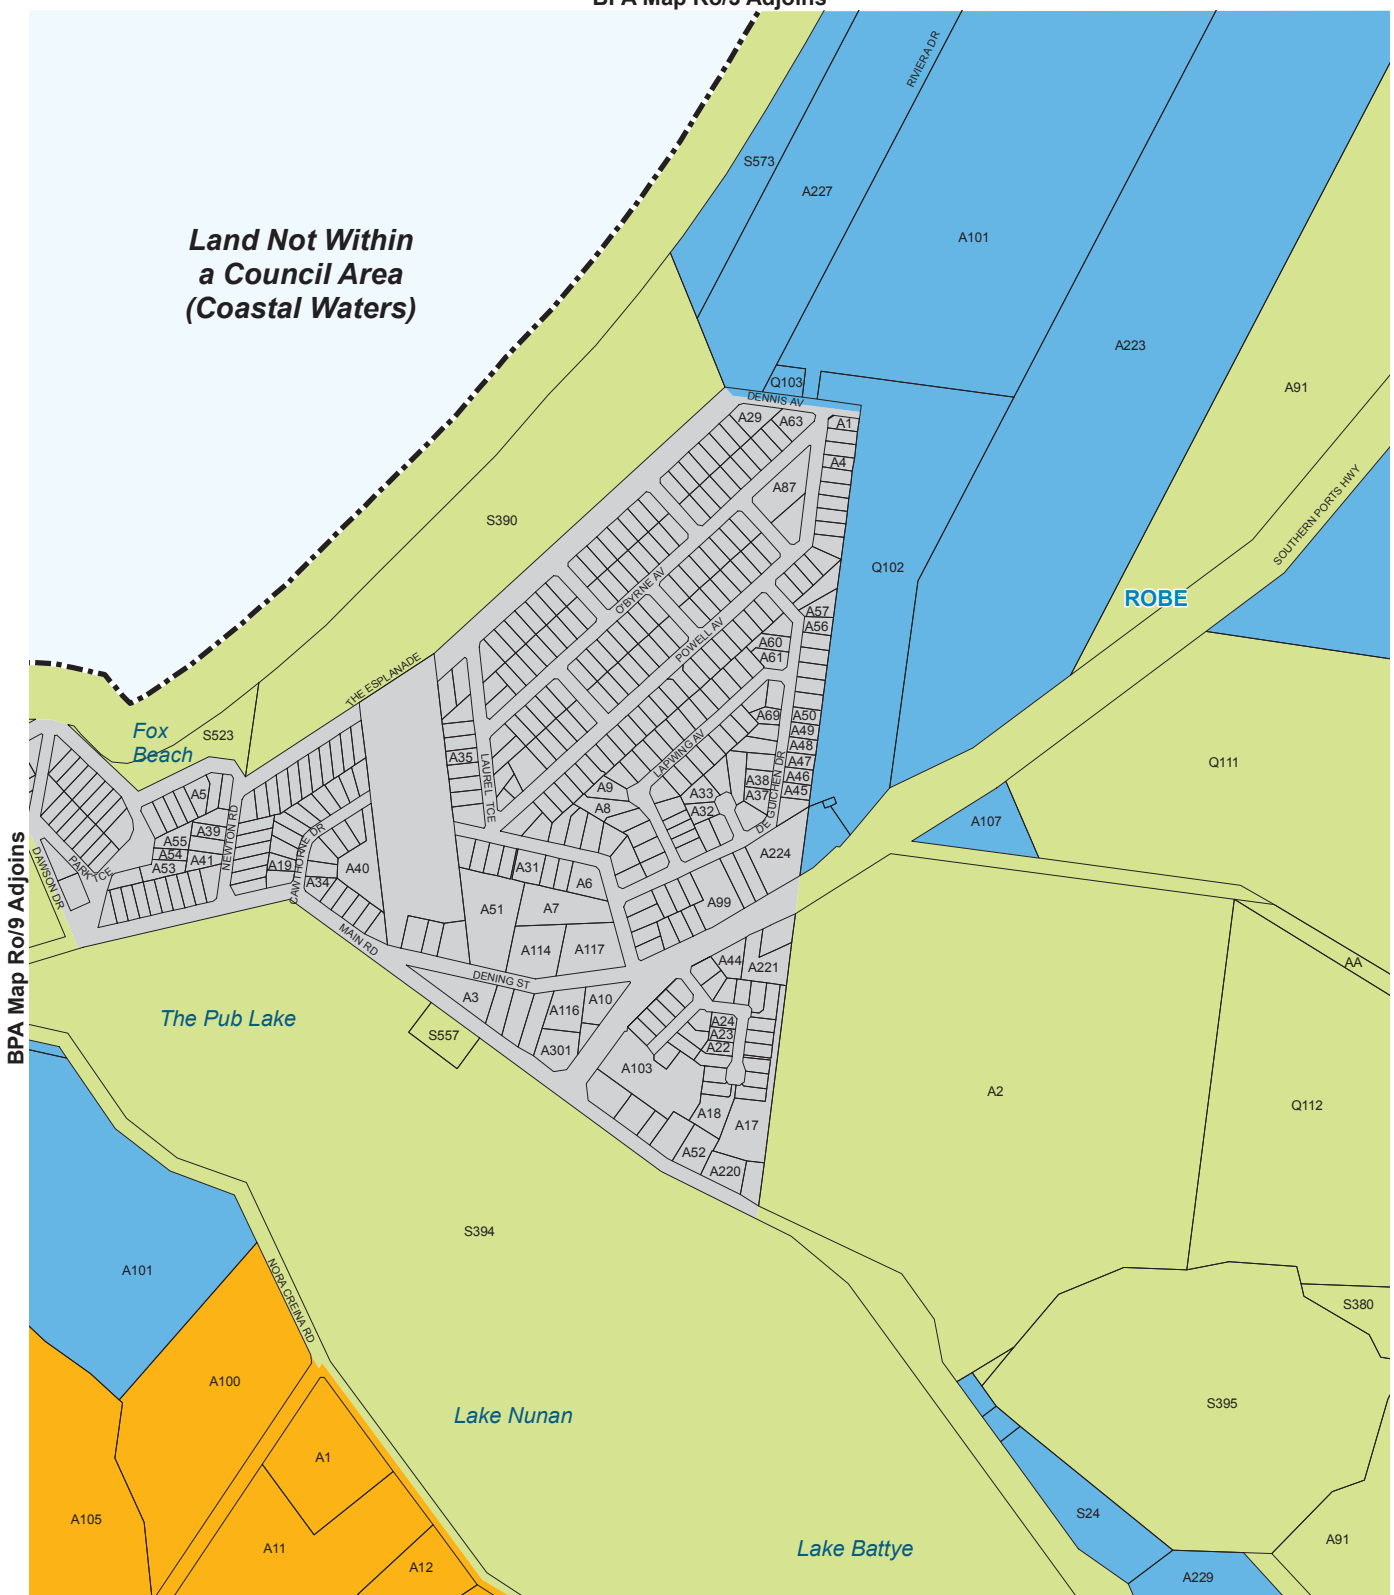 BPA Map Ro/5 Adjoins
RIVIERA DR
S573
A227
Land Not Within
a Council Area
(Coastal Waters)
A101
A223
A91
Q103
DENNIS AV
A29
A63
A1
A4
A87
SOUTHERN PORTS HWY
S390
Q102
O'BYRNE AV
ROBE
A57
A56
POWELL AV
A60
A61
THE ESPLANADE
Fox
Beach
S523
A69
A50
A49
A48
A47
A46
A45
LAPWING AV
A35
LAUREL TCE
DE GUICHEN DR
Q111
A38
A37
A9
A8
A33
A32
A5
A39
NEWTON RD
A55
A54
A53
A41
CAWTHORNE DR
A19
A34
A40
A107
A224
PARK TCE
DAWSON DR
A31
A6
A51
A7
A99
BPA Map Ro/9 Adjoins
MAIN RD
A114
A117
A44
A221
AA
DENING ST
A3
A116
A10
The Pub Lake
S557
A301
A24
A23
A22
A103
A2
Q112
A18
A17
A52
A220
S394
A101
NORA CREINA RD
S380
A100
S395
Lake Nunan
A1
A105
S24
A11
A12
Lake Battye
A91
A229